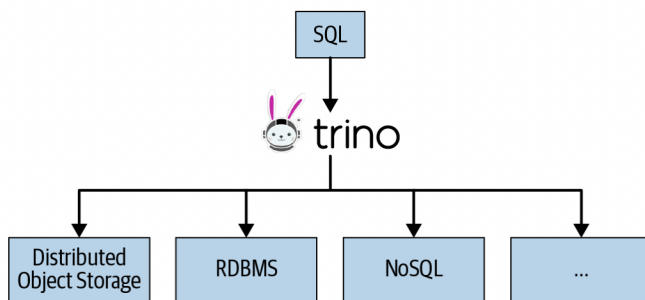 SQL
trino
Distributed
Object Storage
RDBMS
NoSQL
...